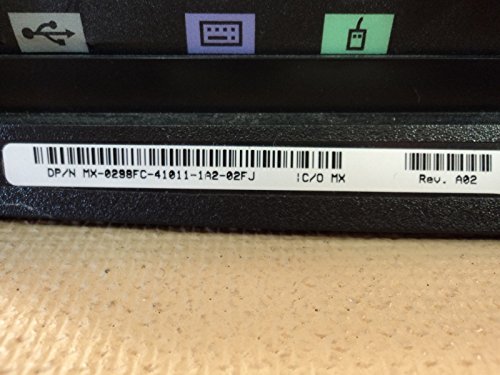 DP/N MX-0298FC-41011-1A2-02FJ C/O MX Rev. A02